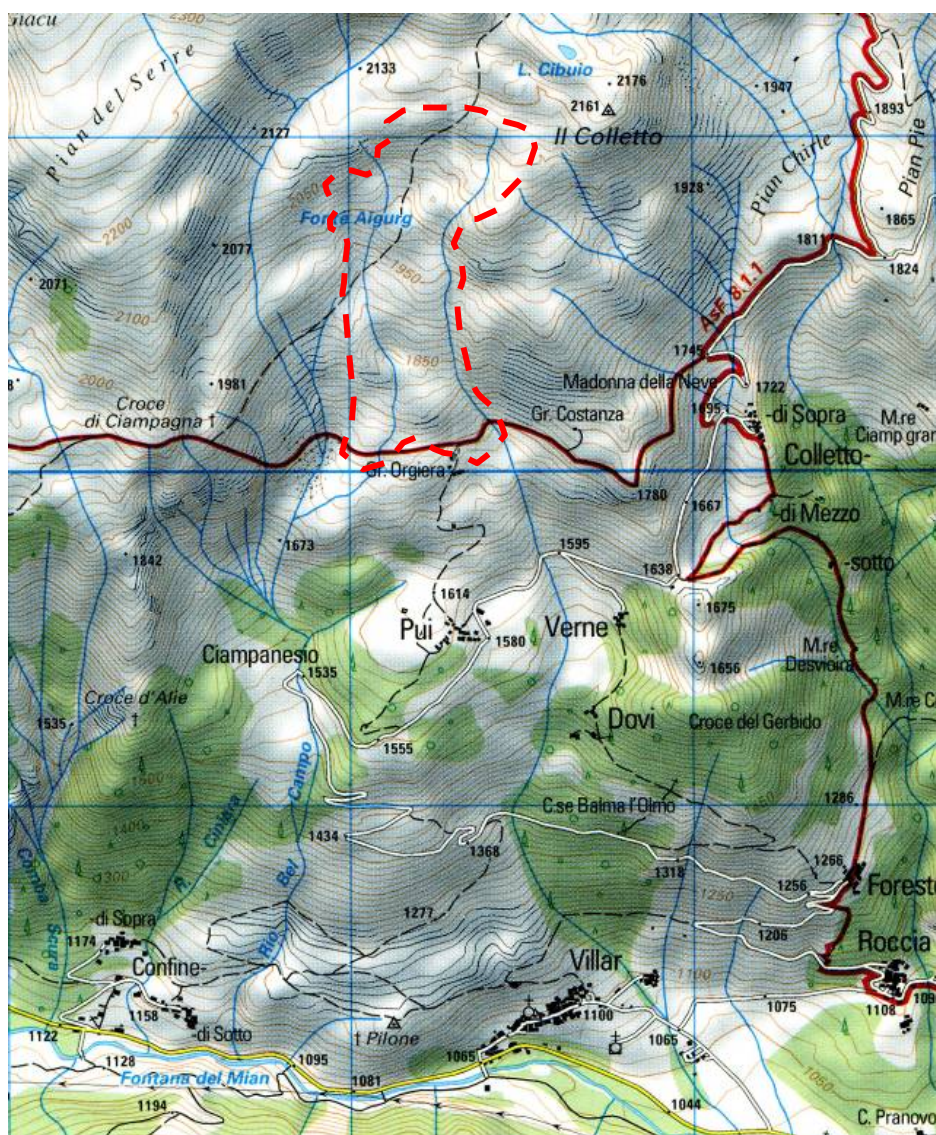 2133
L. Cibuio
2176
1947
2161
Il Colletto
1893
Pian del Serre
2127
Pian Chirle
Pian Pie
1928
2050
Fonte Aigurg
1865
2200
2077
1811
1824
2071
1950
AsF 8.1.1
2100
1745
1850
Madonna della Neve
1722
2000
1981
1695
Croce
di Ciampagna †
Gr. Costanza
-di Sopra
M.re
Ciamp gran
Colletto-
Gr. Orgiera
1780
1667
-di Mezzo
1842
1673
1595
1638
-sotto
1614
1675
Pui
Verne
1580
Ciampanesio
M.re
Desvioira
1535
1656
Croce d'Alie
†
M.re C
1535
Dovi
Croce del Gerbido
1555
1500
Campo
C.se Balma l'Olmo
1286
1400
1434
1368
Comba
R.
Bel
1318
1266
1300
1256
Foresto
1277
1250
-di Sopra
1174
1206
Scura
Rio
Roccia
Confine-
Villar
1100
1075
1108
109
1158
1100
-di Sotto
† Pilone
1122
1065
1065
1128
1095
1050
Fontana del Mian
1081
1194
1044
C. Pranovo